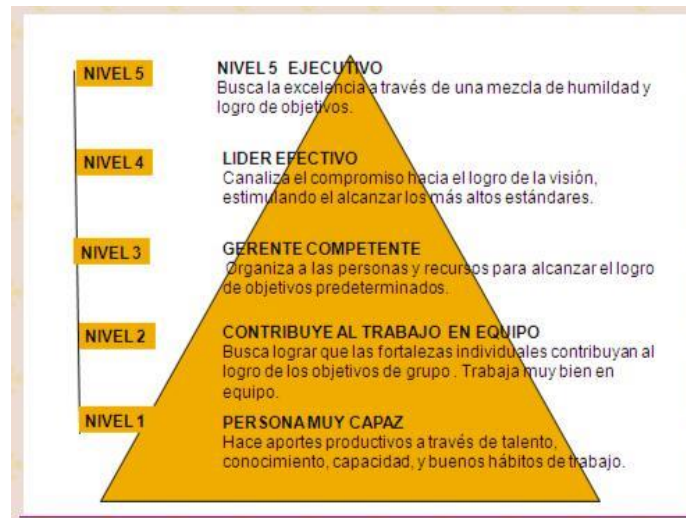 NIVEL 5
NIVEL 5 EJECUTIVO
Busca la excelencia a través de una mezcla de humildad y
logro de objetivos.
NIVEL 4
LIDER EFECTIVO
Canaliza el compromiso hacia el logro de la visión,
estimulando el alcanzar los más altos estándares.
NIVEL 3
GERENTE COMPETENTE
Organiza a las personas y recursos para alcanzar el logro
de objetivos predeterminados.
NIVEL 2
CONTRIBUYE AL TRABAJO EN EQUIPO
Busca lograr que las fortalezas individuales contribuyan al
logro de los objetivos de grupo . Trabaja muy bien en
equipo.
NIVEL 1
PERSONA MUY CAPAZ
Hace aportes productivos a través de talento,
conocimiento, capacidad, y buenos hábitos de trabajo.